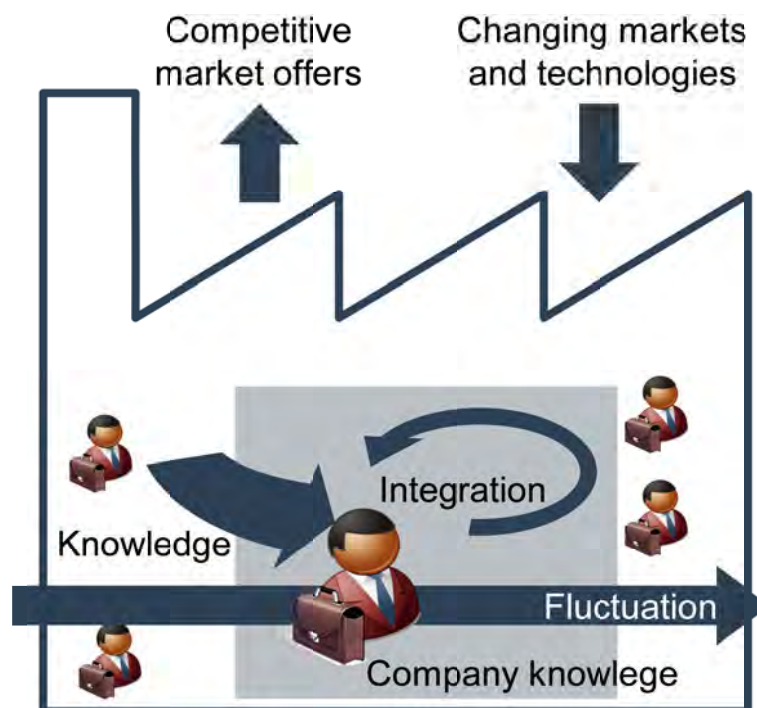 Competitive
market offers
Changing markets
and technologies
Integration
Knowledge
Fluctuation
Company knowlege